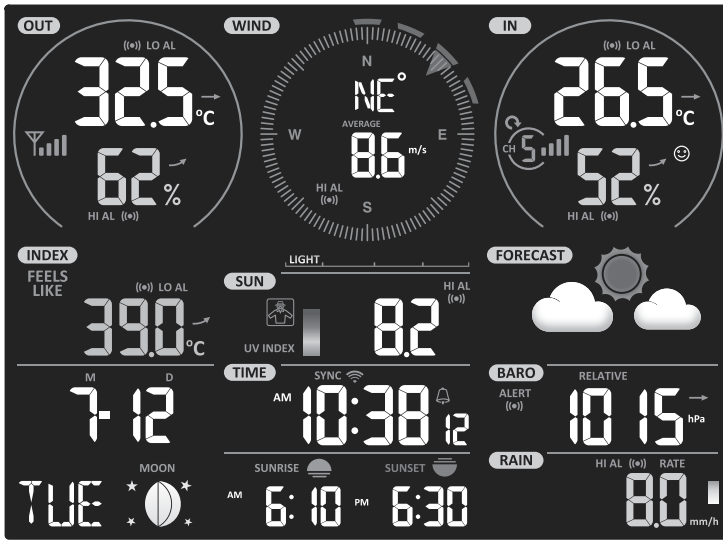 OUT
((•)) LO AL
32.5 °C
62 %
HI AL ((•))
WIND
N
NE°
AVERAGE
W
E
8.6 m/s
HI AL
((•))
S
IN
((•)) LO AL
26.5 °C
CH 5
52 %
HI AL ((•))
INDEX
FEELS
LIKE
((•)) LO AL
39.0 °C
LIGHT
SUN
HI AL
((•))
UV INDEX
8.2
FORECAST
M D
7-12
TIME
SYNC
AM 10:38 12
BARO
RELATIVE
ALERT
((•))
1015 hPa
TUE
MOON
SUNRISE
AM 6:10
SUNSET
PM 6:30
RAIN
HI AL ((•)) RATE
8.0 mm/h